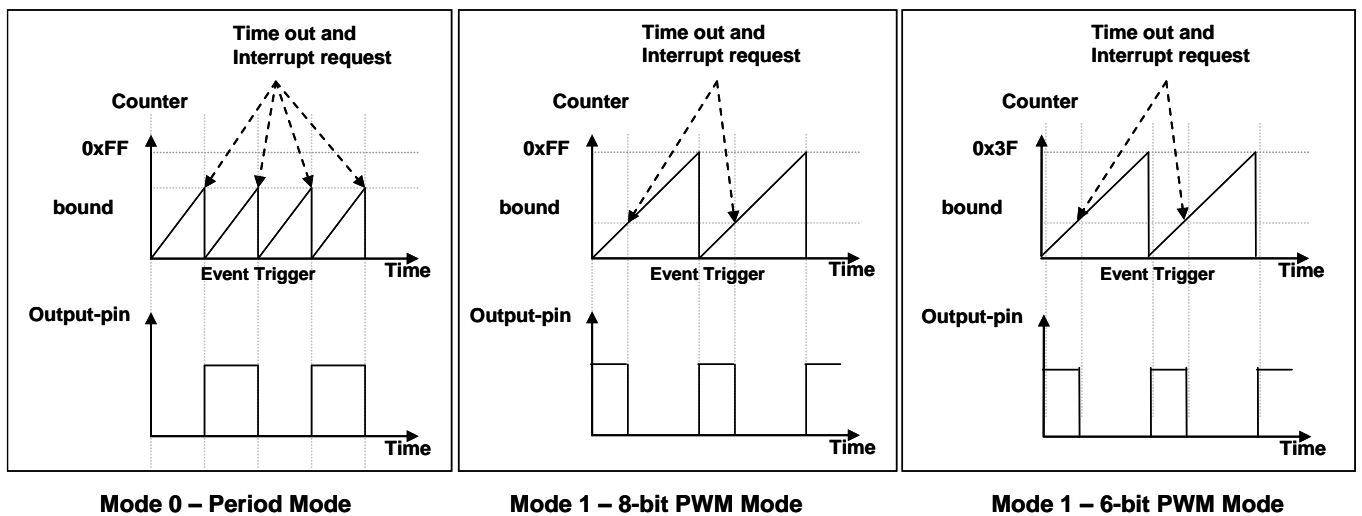 Time out and
Interrupt request
Counter
0xFF
bound
Event Trigger
Time
Output-pin
Time
Mode 0 – Period Mode
Time out and
Interrupt request
Counter
0xFF
bound
Event Trigger
Time
Output-pin
Time
Mode 1 – 8-bit PWM Mode
Time out and
Interrupt request
Counter
0x3F
bound
Event Trigger
Time
Output-pin
Time
Mode 1 – 6-bit PWM Mode